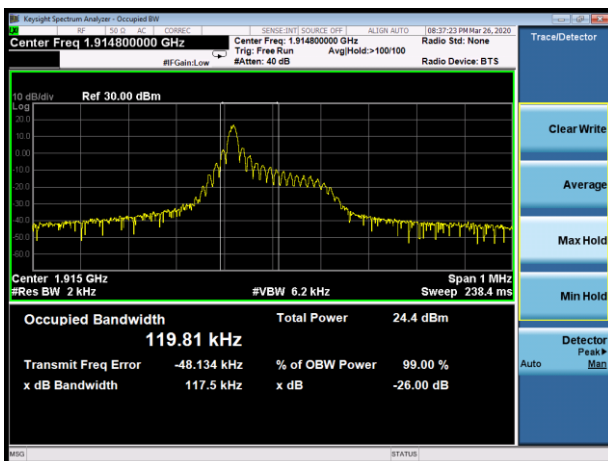 Keysight Spectrum Analyzer - Occupied BW
RF 50 Ω AC CORREC SENSE:INT SOURCE OFF ALIGN AUTO 08:37:23 PM Mar 26, 2020
Center Freq 1.914800000 GHz
Center Freq: 1.914800000 GHz
Radio Std: None
Trig: Free Run Avg|Hold:>100/100
#IFGain:Low
#Atten: 40 dB
Radio Device: BTS
10 dB/div Ref 30.00 dBm
Log
20.0
10.0
0.00
-10.0
-20.0
-30.0
-40.0
-50.0
-60.0
Center 1.915 GHz Span 1 MHz
#Res BW 2 kHz #VBW 6.2 kHz Sweep 238.4 ms
Occupied Bandwidth
119.81 kHz
Total Power 24.4 dBm
Transmit Freq Error -48.134 kHz % of OBW Power 99.00 %
x dB Bandwidth 117.5 kHz x dB -26.00 dB
MSG STATUS
Trace/Detector
Clear Write
Average
Max Hold
Min Hold
Detector
Peak▶
Auto Man